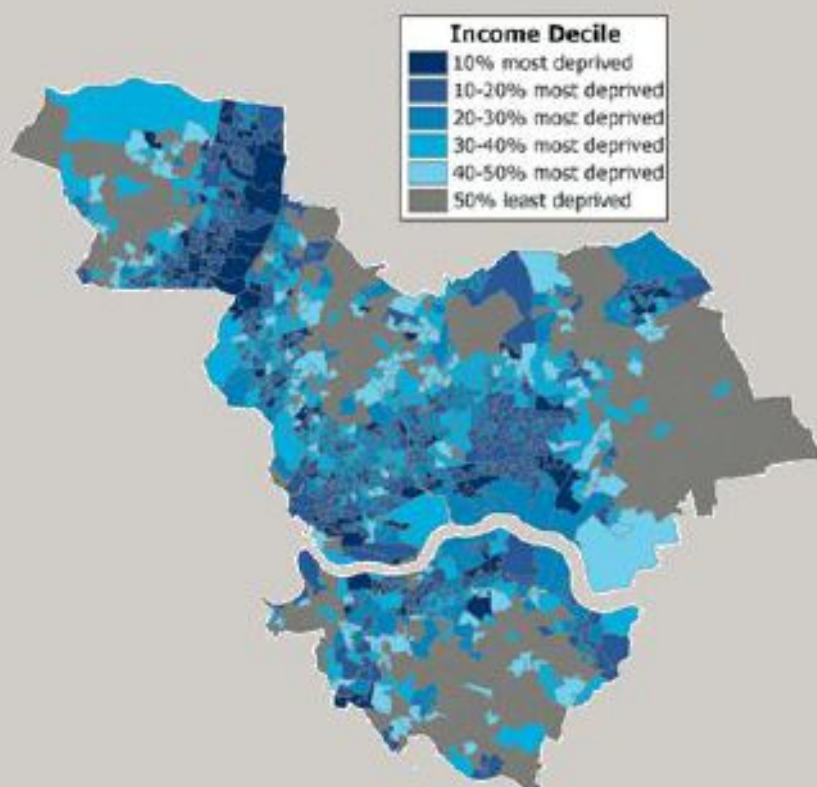 Income Decile
10% most deprived
10-20% most deprived
20-30% most deprived
30-40% most deprived
40-50% most deprived
50% least deprived